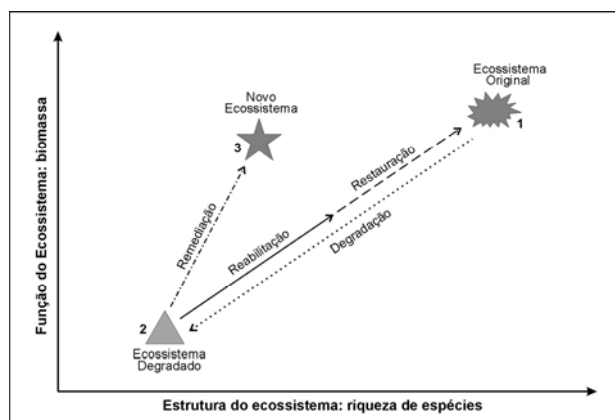 Ecossistema
Original
1
Novo
Ecossistema
3
Restauração
Degradação
Remediação
Reabilitação
2
Ecossistema
Degradado
Função do Ecossistema: biomassa
Estrutura do ecossistema: riqueza de espécies